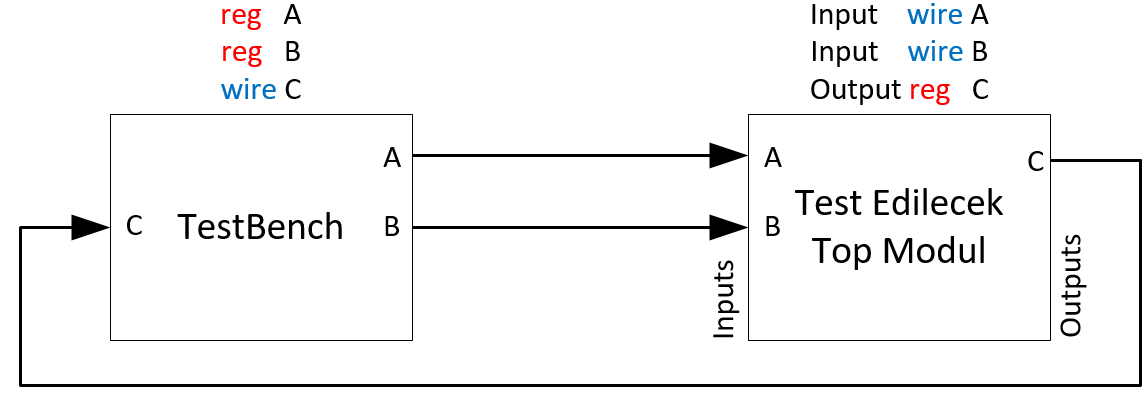 reg A
reg B
wire C
Input wire A
Input wire B
Output reg C
A
C TestBench B
A
B
C
Test Edilecek
Top Modul
Inputs
Outputs